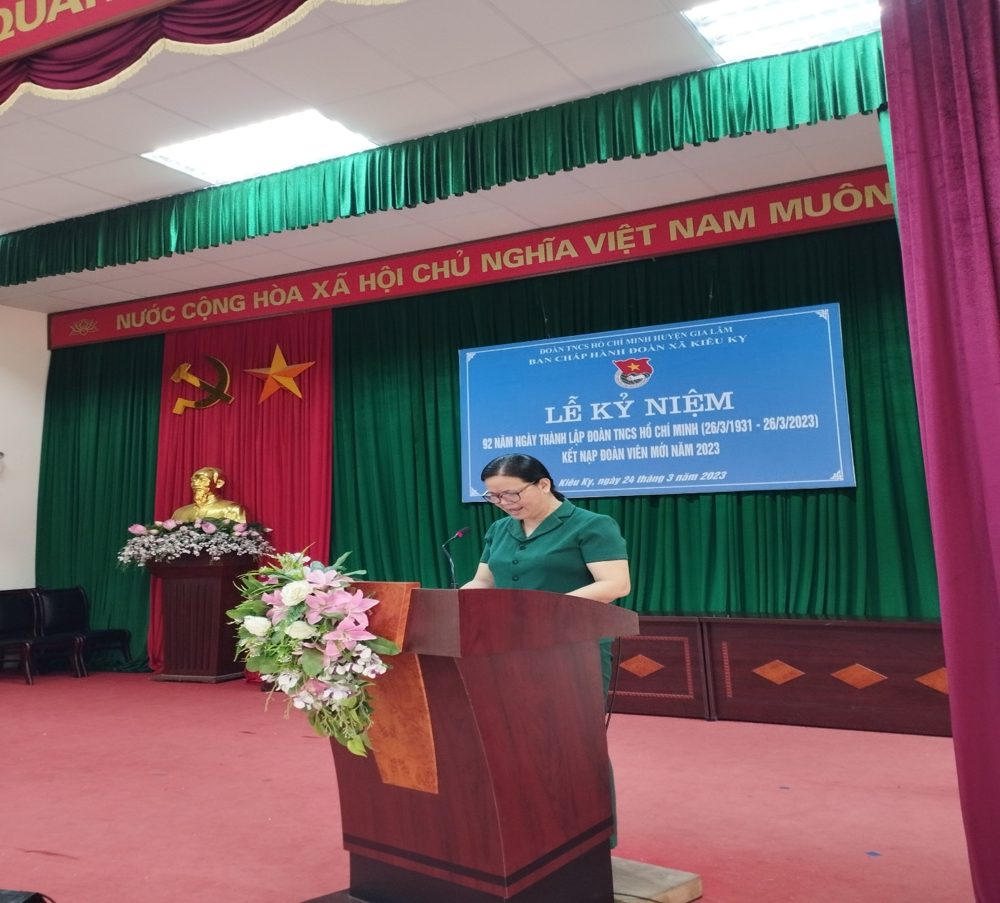 QUAN
NƯỚC CỘNG HÒA XÃ HỘI CHỦ NGHĨA VIỆT NAM MUÔN
ĐOÀN TNCS HỒ CHÍ MINH HUYỆN GIA LÂM
BAN CHẤP HÀNH ĐOÀN XÃ KIÊU KỴ
LỄ KỶ NIỆM
92 NĂM NGÀY THÀNH LẬP ĐOÀN TNCS HỒ CHÍ MINH (26/3/1931 - 26/3/2023)
KẾT NẠP ĐOÀN VIÊN MỚI NĂM 2023
Kiêu Kỵ, ngày 24 tháng 3 năm 2023